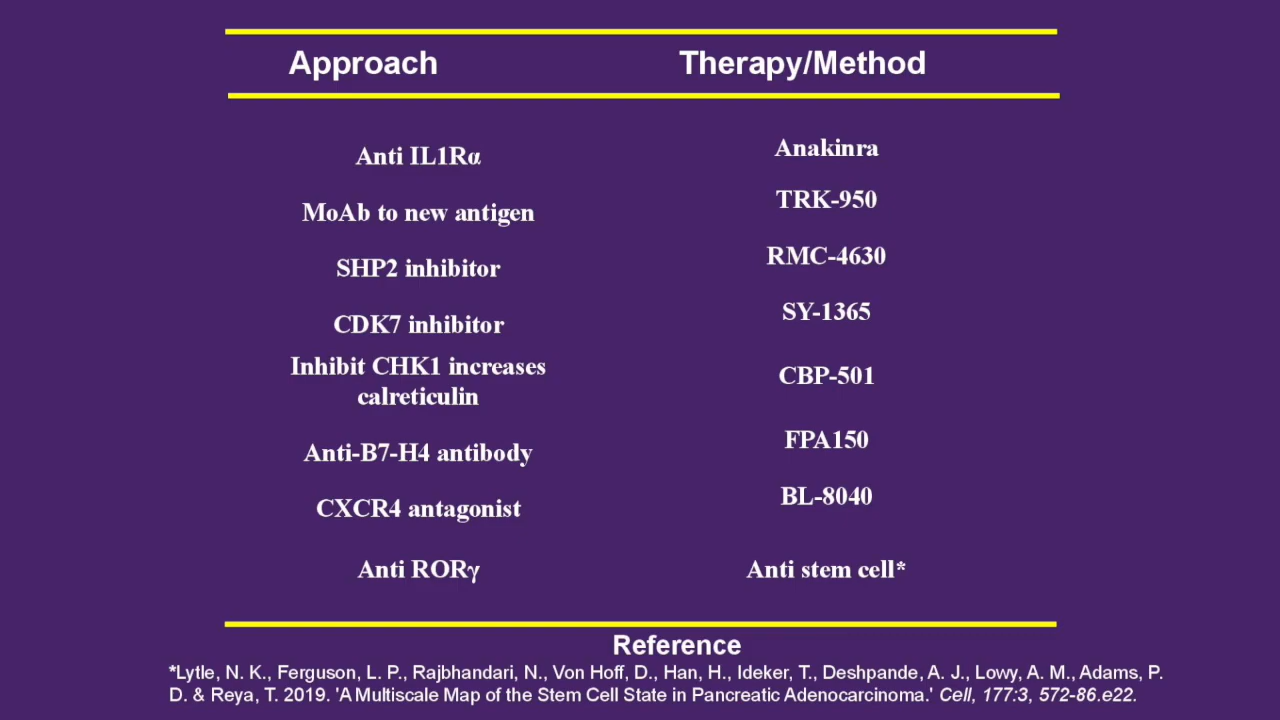 Approach Therapy/Method
Anti IL1Rα Anakinra
MoAb to new antigen TRK-950
SHP2 inhibitor RMC-4630
CDK7 inhibitor SY-1365
Inhibit CHK1 increases
calreticulin CBP-501
Anti-B7-H4 antibody FPA150
CXCR4 antagonist BL-8040
Anti RORγ Anti stem cell*
Reference
*Lytle, N. K., Ferguson, L. P., Rajbhandari, N., Von Hoff, D., Han, H., Ideker, T., Deshpande, A. J., Lowy, A. M., Adams, P.
D. & Reya, T. 2019. 'A Multiscale Map of the Stem Cell State in Pancreatic Adenocarcinoma.' Cell, 177:3, 572-86.e22.